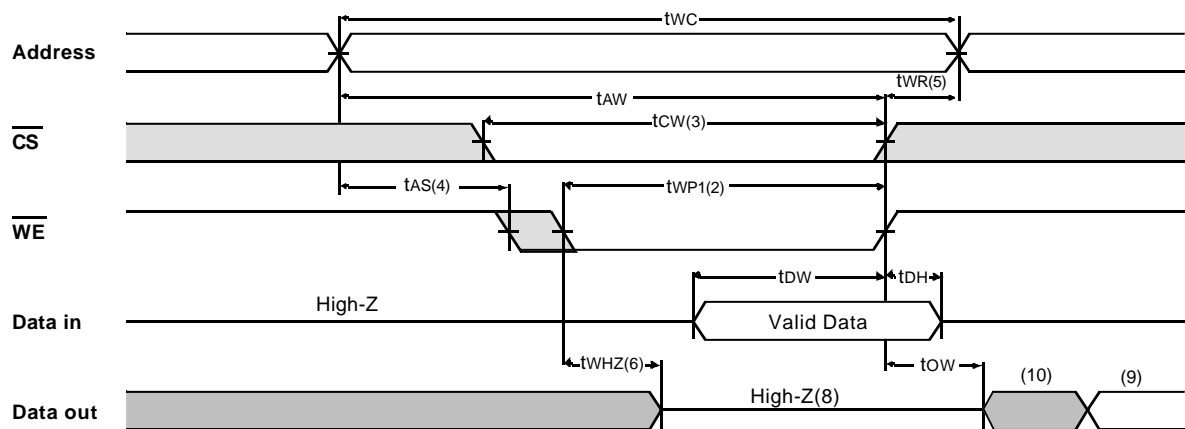 tWC
Address
tWR(5)
tAW
tCW(3)
CS
tAS(4)
tWP1(2)
WE
tDW
tDH
High-Z
Data in
Valid Data
tWHZ(6)
tOW
(10)
(9)
High-Z(8)
Data out